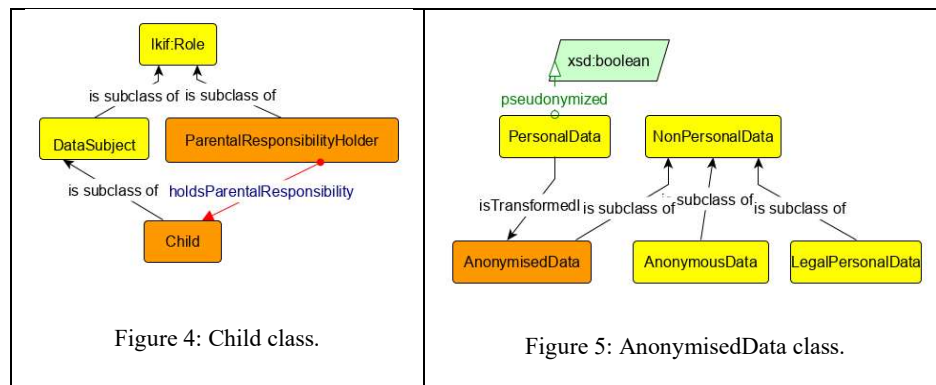 lkif:Role
is subclass of is subclass of
DataSubject
ParentalResponsibilityHolder
is subclass of
holdsParentalResponsibility
Child
Figure 4: Child class.
xsd:boolean
pseudonymized
PersonalData
NonPersonalData
isTransformedI
is subclass of
subclass of
is subclass of
AnonymisedData
AnonymousData
LegalPersonalData
Figure 5: AnonymisedData class.